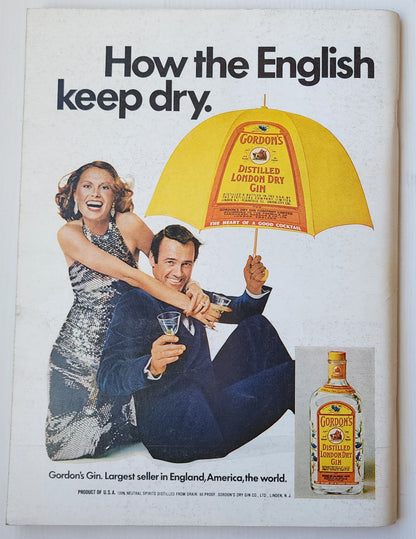 How the English
keep dry.
GORDON'S
DISTILLED
LONDON DRY
GIN
THE HEART OF A GOOD COCKTAIL
GORDON'S
DISTILLED
LONDON DRY
GIN
Gordon's Gin. Largest seller in England, America, the world.
PRODUCT OF U.S.A. 100% NEUTRAL SPIRITS DISTILLED FROM GRAIN. 80 PROOF. GORDON'S DRY GIN CO., LTD., LINDEN, N.J.